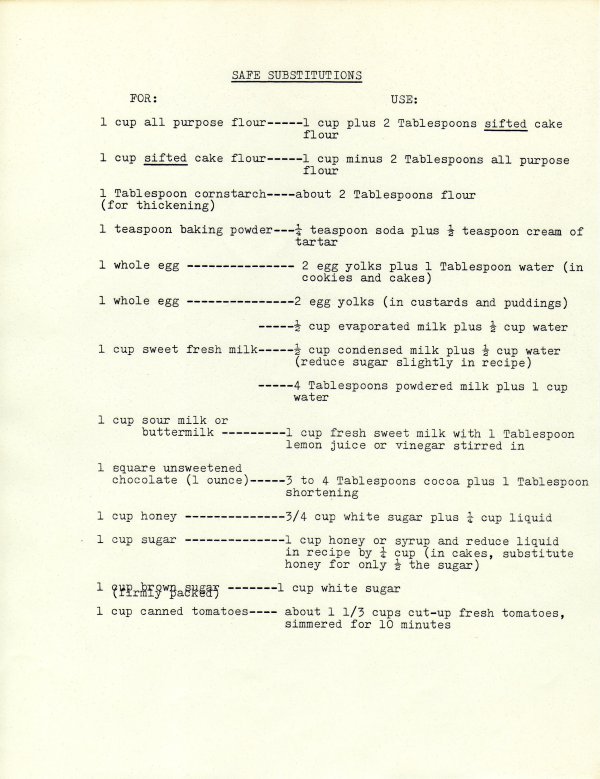 SAFE SUBSTITUTIONS
FOR: USE:
1 cup all purpose flour-----1 cup plus 2 Tablespoons sifted cake
flour
1 cup sifted cake flour-----1 cup minus 2 Tablespoons all purpose
flour
1 Tablespoon cornstarch----about 2 Tablespoons flour
(for thickening)
1 teaspoon baking powder---¼ teaspoon soda plus ½ teaspoon cream of
tartar
1 whole egg --------------- 2 egg yolks plus 1 Tablespoon water (in
cookies and cakes)
1 whole egg ---------------2 egg yolks (in custards and puddings)
-----½ cup evaporated milk plus ½ cup water
1 cup sweet fresh milk-----½ cup condensed milk plus ½ cup water
(reduce sugar slightly in recipe)
-----4 Tablespoons powdered milk plus 1 cup
water
1 cup sour milk or
buttermilk ---------1 cup fresh sweet milk with 1 Tablespoon
lemon juice or vinegar stirred in
1 square unsweetened
chocolate (1 ounce)-----3 to 4 Tablespoons cocoa plus 1 Tablespoon
shortening
1 cup honey --------------3/4 cup white sugar plus ¼ cup liquid
1 cup sugar --------------1 cup honey or syrup and reduce liquid
in recipe by ¼ cup (in cakes, substitute
honey for only ½ the sugar)
1 cup brown sugar -------1 cup white sugar
(firmly packed)
1 cup canned tomatoes---- about 1 1/3 cups cut-up fresh tomatoes,
simmered for 10 minutes